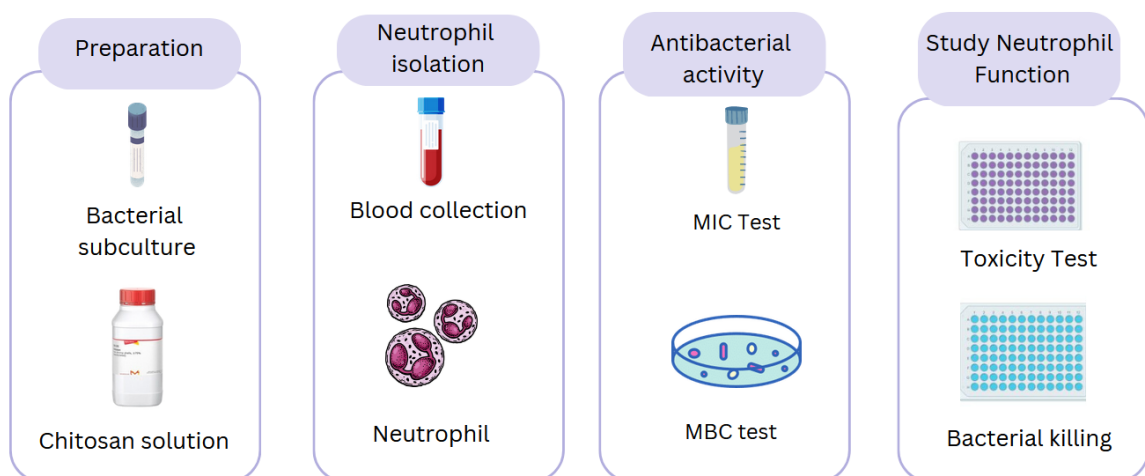 Preparation
Bacterial
subculture
Chitosan solution
Neutrophil
isolation
Blood collection
Neutrophil
Antibacterial
activity
MIC Test
MBC test
Study Neutrophil
Function
Toxicity Test
Bacterial killing